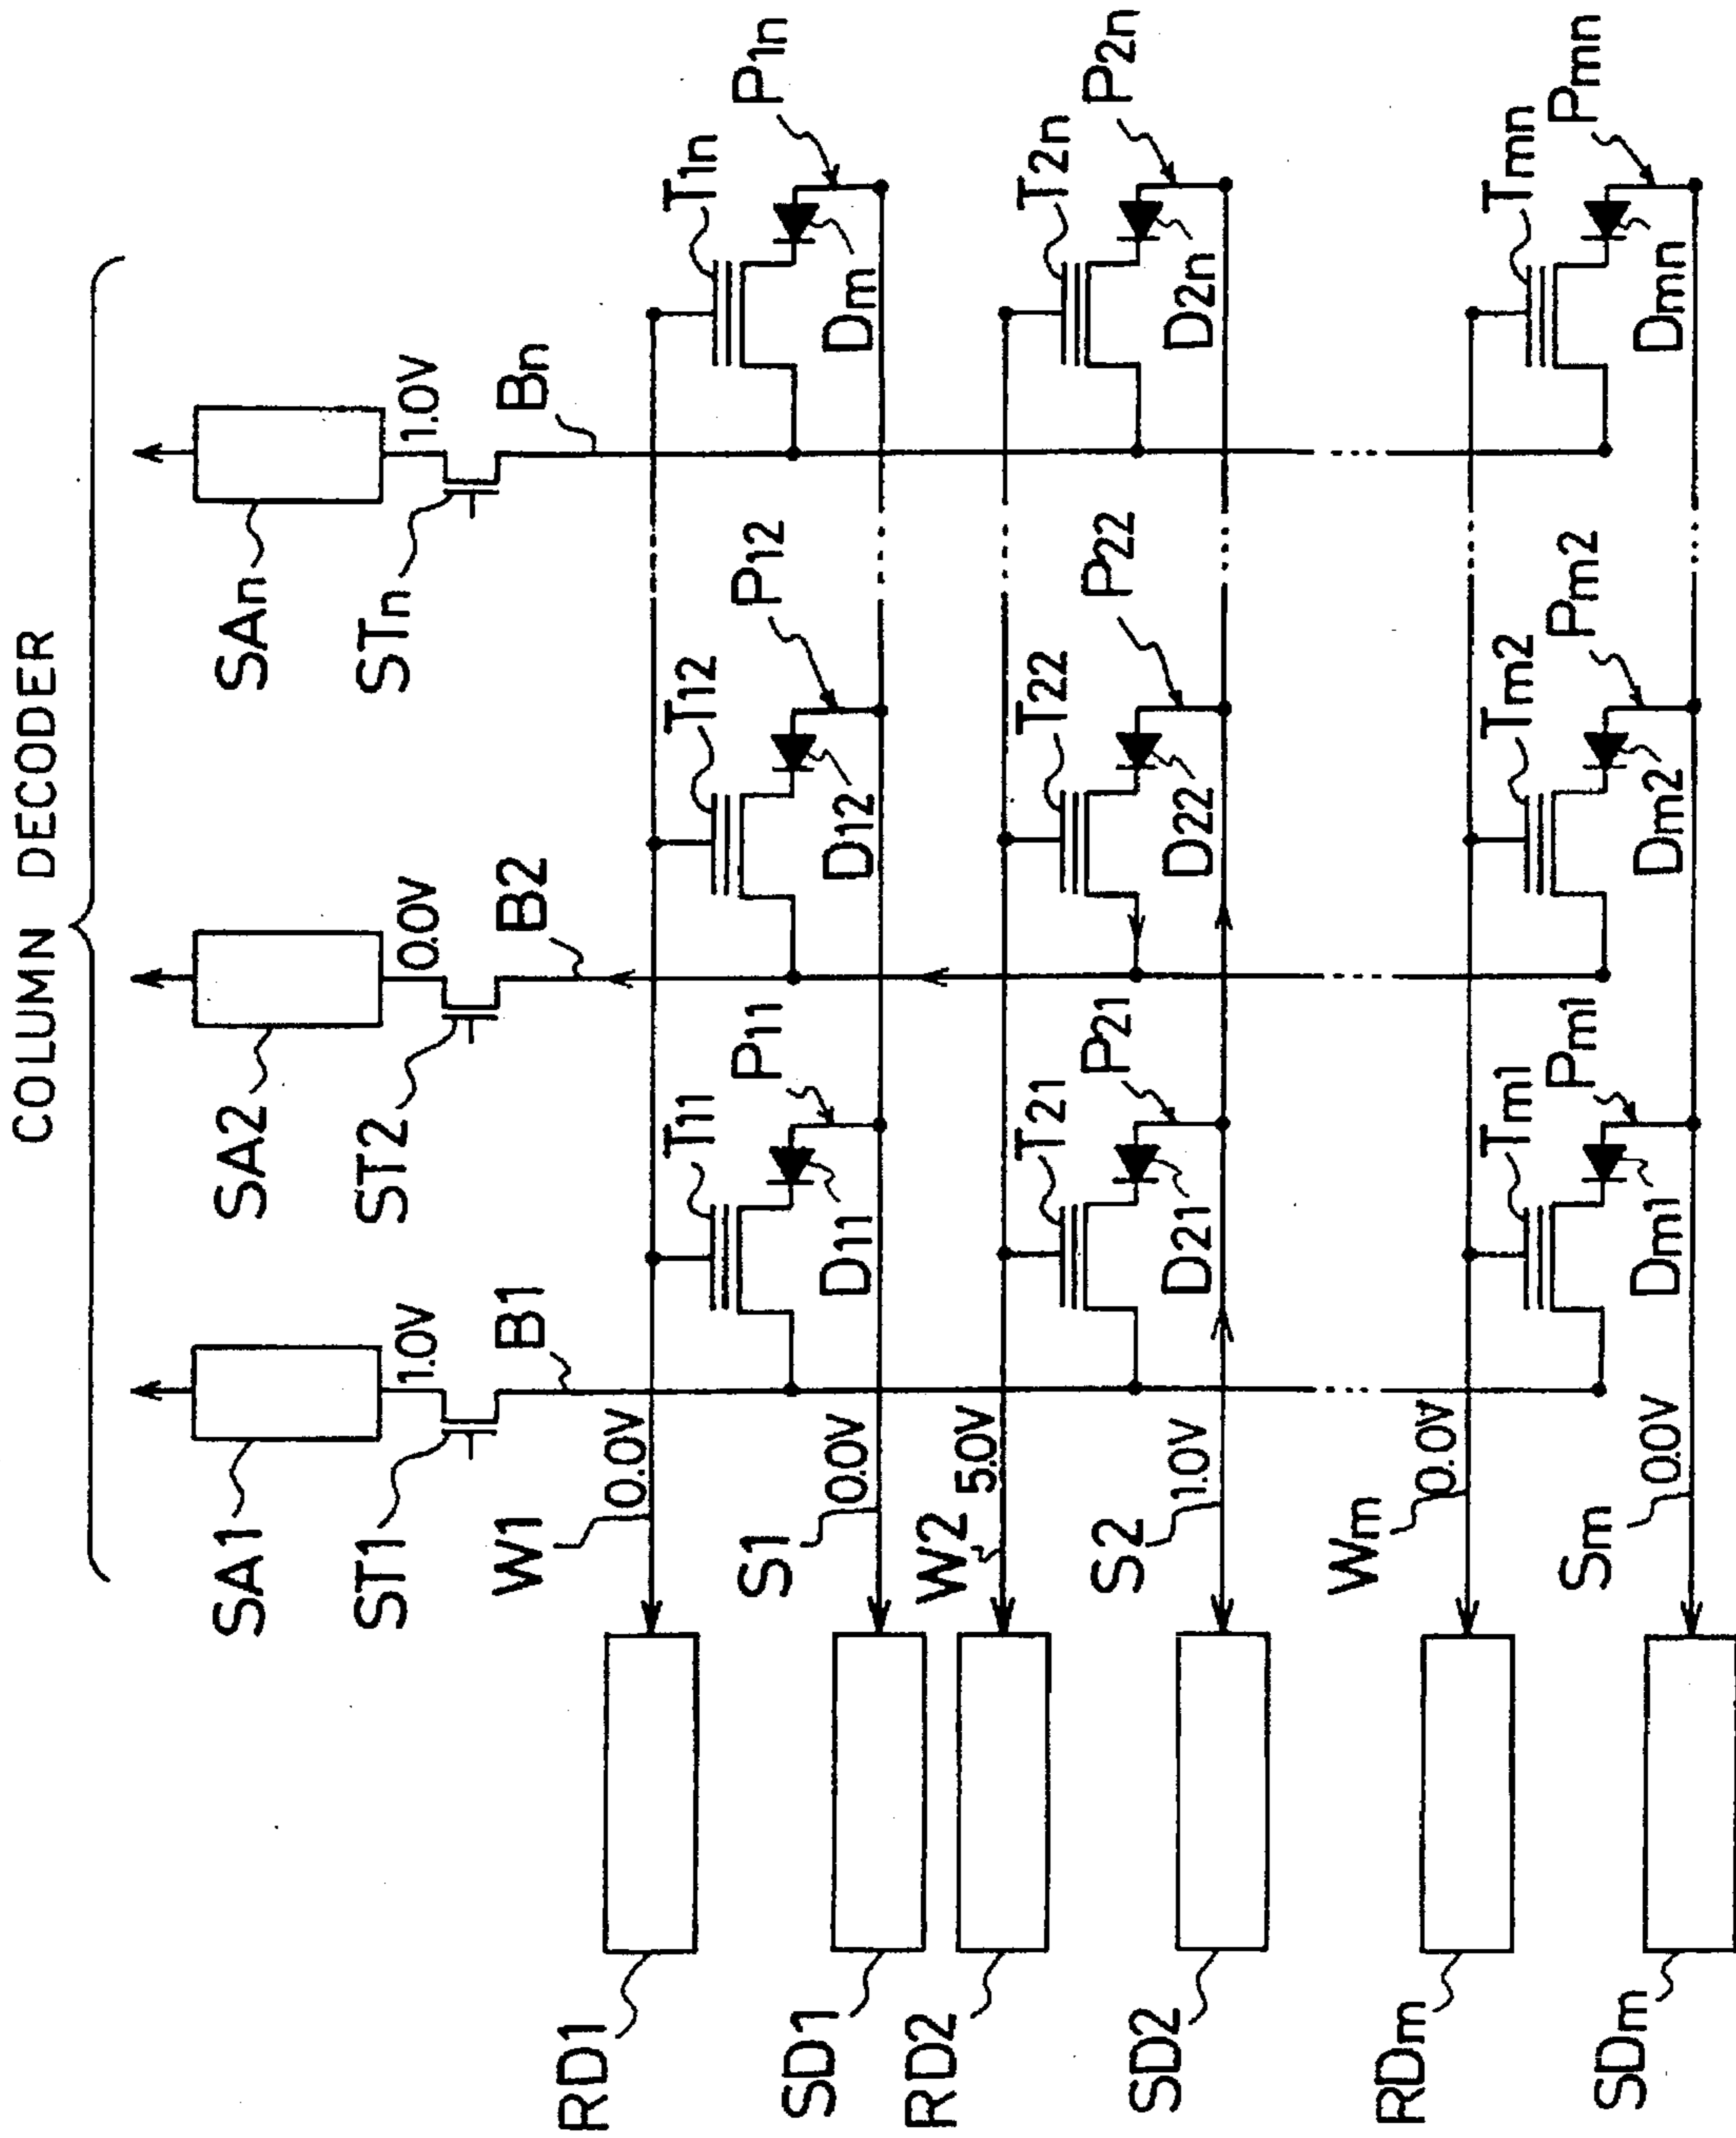 COLUMN DECODER
SA1
SA2
SAn
1.0V
0.0V
1.0V
ST1
ST2
STn
B1
B2
Bn
W1
0.0V
T11
P11
T12
P12
T1n
P1n
RD1
D11
D12
Dm
S1
0.0V
SD1
W2
5.0V
T21
P21
T22
P22
T2n
P2n
RD2
D21
D22
D2n
S2
1.0V
SD2
Wm
0.0V
Tm1
Pm1
Tm2
Pm2
Tmn
Pmn
RDm
Dm1
Dm2
Dmn
Sm
0.0V
SDm